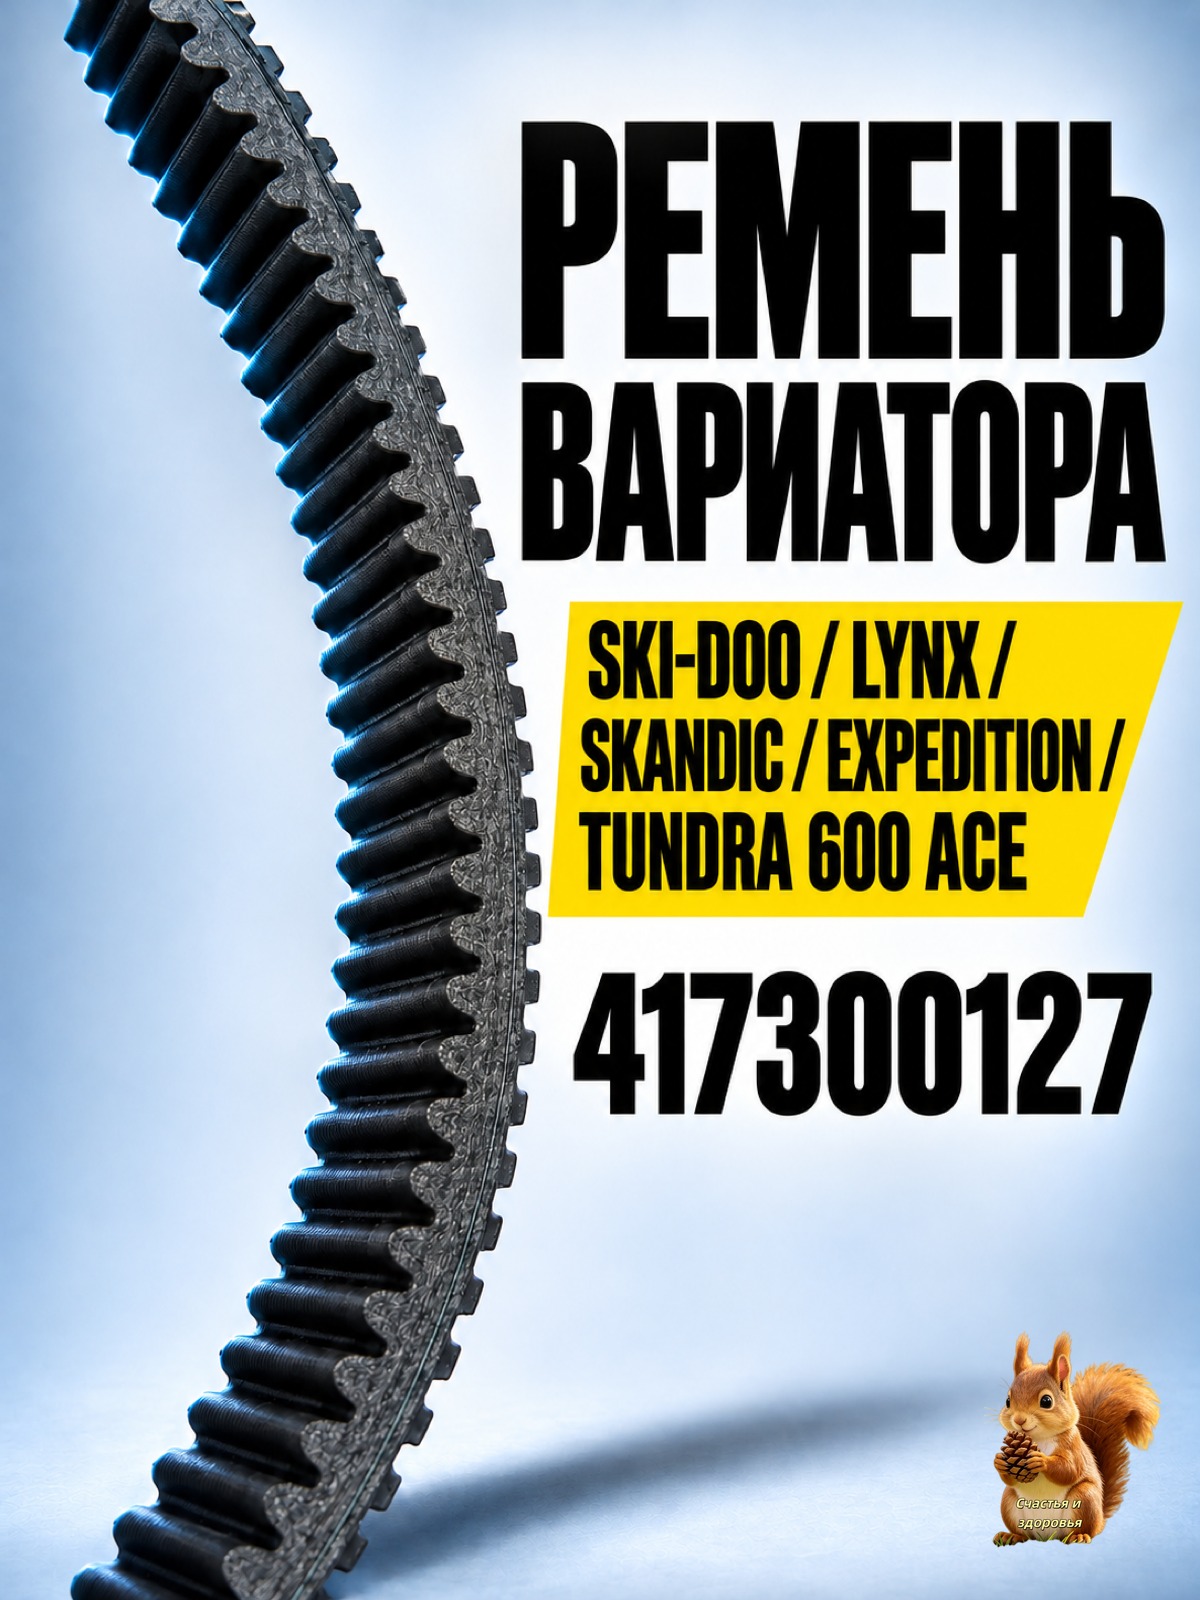 РЕМЕНЬ
ВАРИАТОРА
SKI-DOO / LYNX /
SKANDIC / EXPEDITION /
TUNDRA 600 ACE
417300127
Счастья и
здоровья